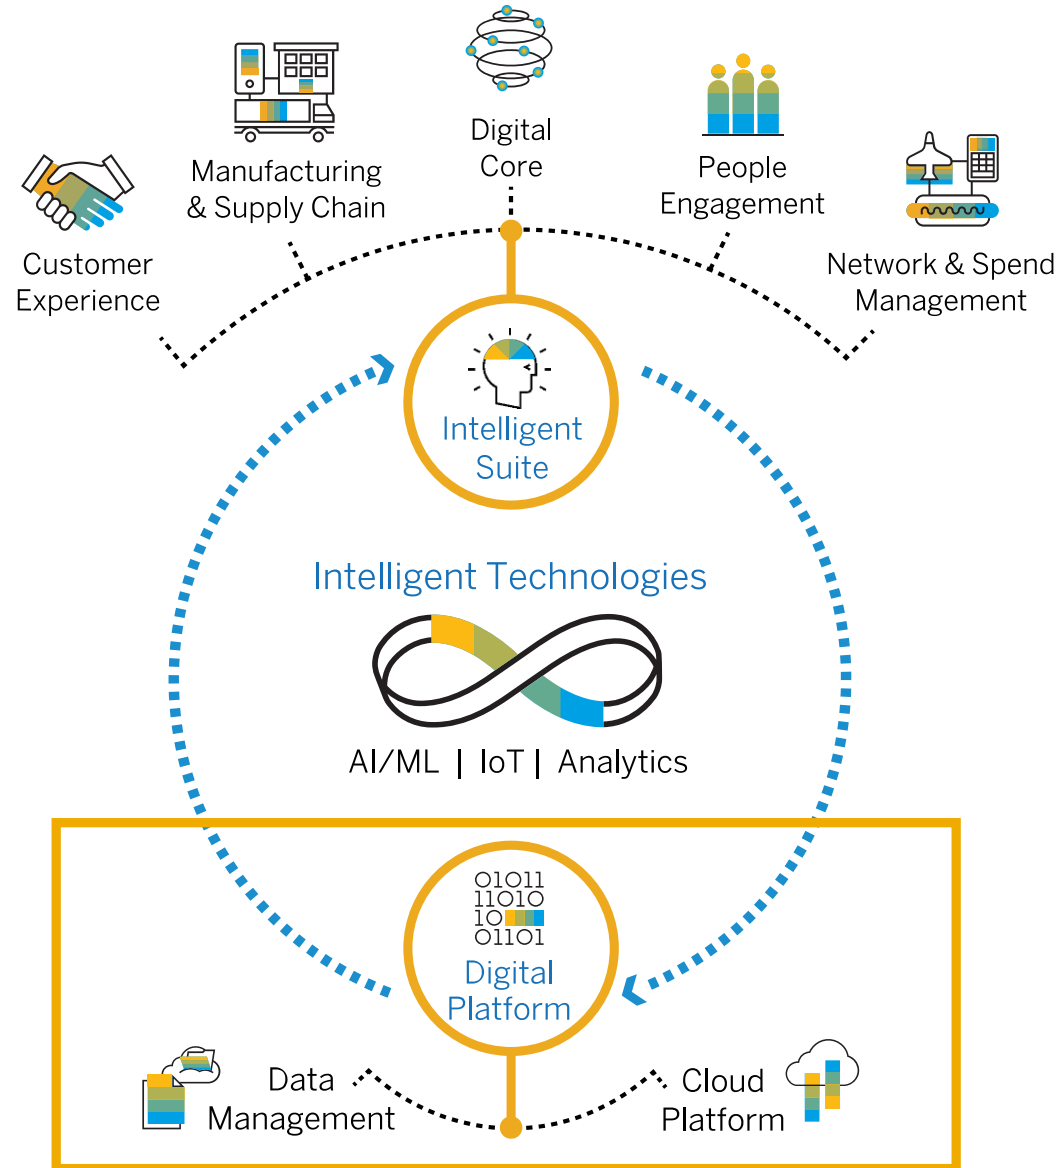 Digital
Core
Manufacturing
& Supply Chain
People
Engagement
Customer
Experience
Network & Spend
Management
Intelligent
Suite
Intelligent Technologies
AI/ML | IoT | Analytics
01011
11010
10
01101
Digital
Platform
Data
Management
Cloud
Platform